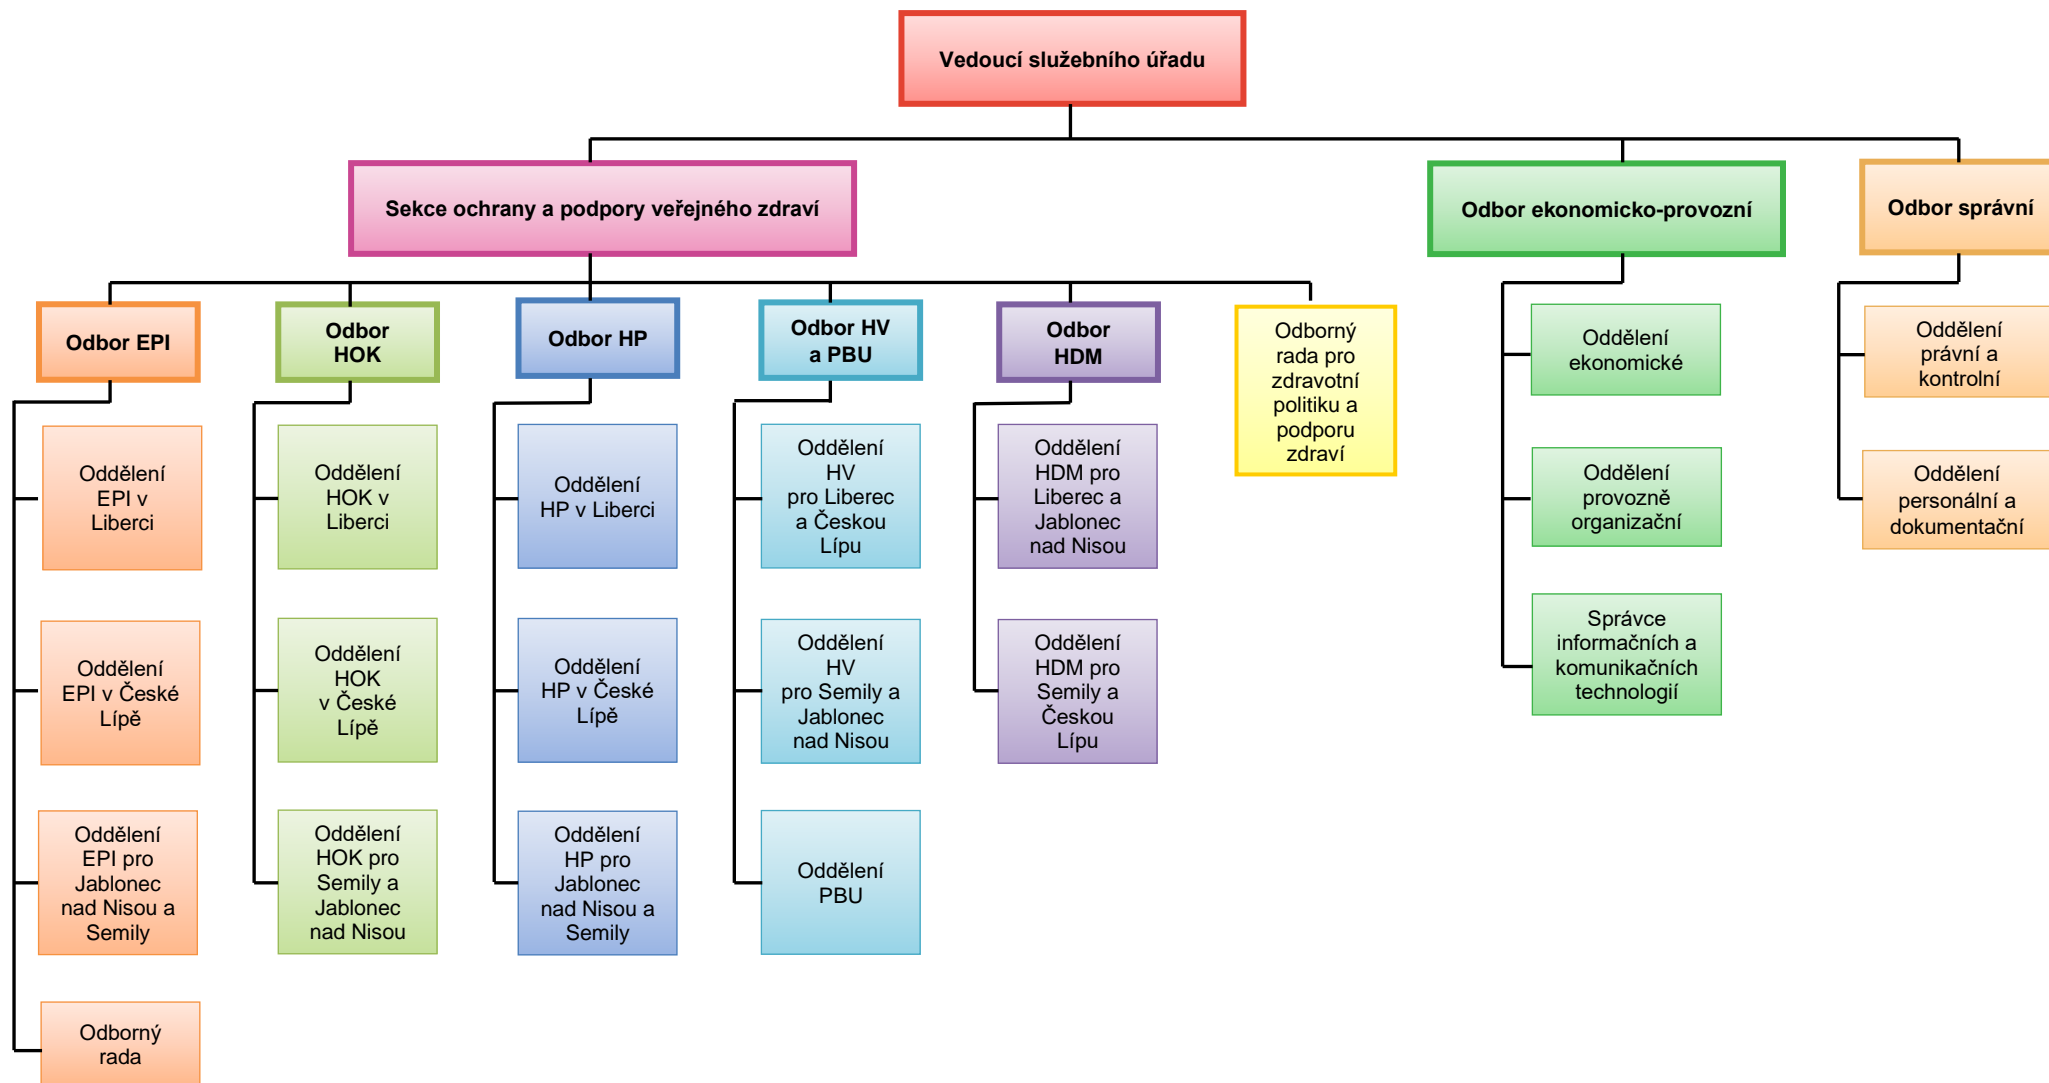 Vedoucí služebního úřadu
Sekce ochrany a podpory veřejného zdraví
Odbor ekonomicko-provozní
Odbor správní
Odbor EPI
Odbor
HOK
Odbor HP
Odbor HV
a PBU
Odbor
HDM
Odborný
rada pro
zdravotní
politiku a
podporu
zdraví
Oddělení
ekonomické
Oddělení
právní a
kontrolní
Oddělení
EPI v
Liberci
Oddělení
HOK v
Liberci
Oddělení
HP v Liberci
Oddělení
HV
pro Liberec
a Českou
Lípu
Oddělení
HDM pro
Liberec a
Jablonec
nad Nisou
Oddělení
provozně
organizační
Oddělení
personální a
dokumentační
Oddělení
EPI v České
Lípě
Oddělení
HOK
v České
Lípě
Oddělení
HP v České
Lípě
Oddělení
HV
pro Semily a
Jablonec
nad Nisou
Oddělení
HDM pro
Semily a
Českou
Lípu
Správce
informačních a
komunikačních
technologií
Oddělení
EPI pro
Jablonec
nad Nisou a
Semily
Oddělení
HOK pro
Semily a
Jablonec
nad Nisou
Oddělení
HP pro
Jablonec
nad Nisou a
Semily
Oddělení
PBU
Odborný
rada